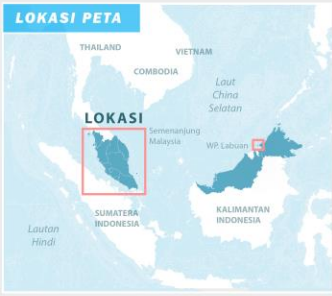 LOKASI PETA
THAILAND
VIETNAM
COMBODIA
Laut
China
Selatan
LOKASI
Semenanjung
Malaysia
WP. Labuan
SUMATERA
INDONESIA
KALIMANTAN
INDONESIA
Lautan
Hindi